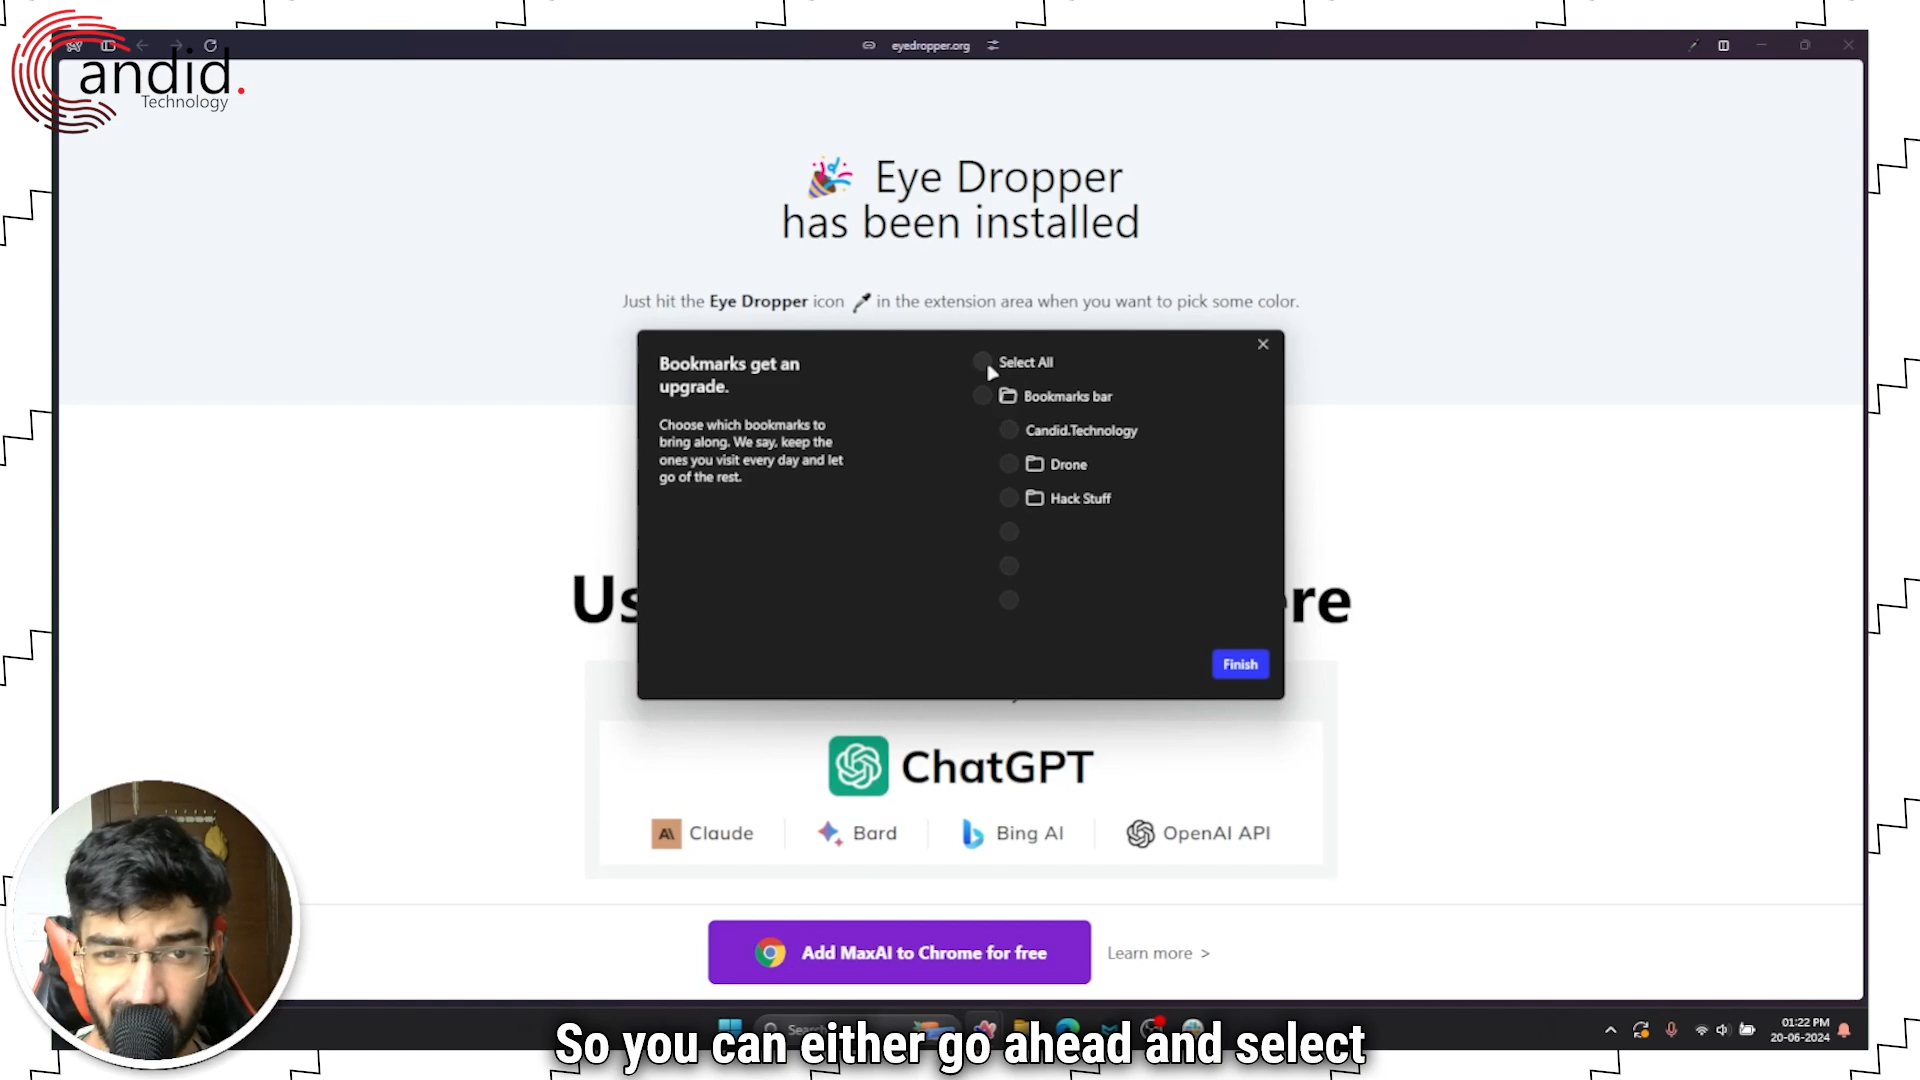 andid.
Technology
eyedropper.org
Eye Dropper
has been installed
Just hit the Eye Dropper icon in the extension area when you want to pick some color.
Bookmarks get an
upgrade.
Choose which bookmarks to
bring along. We say, keep the
ones you visit every day and let
go of the rest.
Select All
Bookmarks bar
Candid.Technology
Drone
Hack Stuff
Finish
ChatGPT
Claude
Bard
Bing AI
OpenAI API
Add MaxAI to Chrome for free
Learn more >
01:22 PM
20-06-2024
So you can either go ahead and select